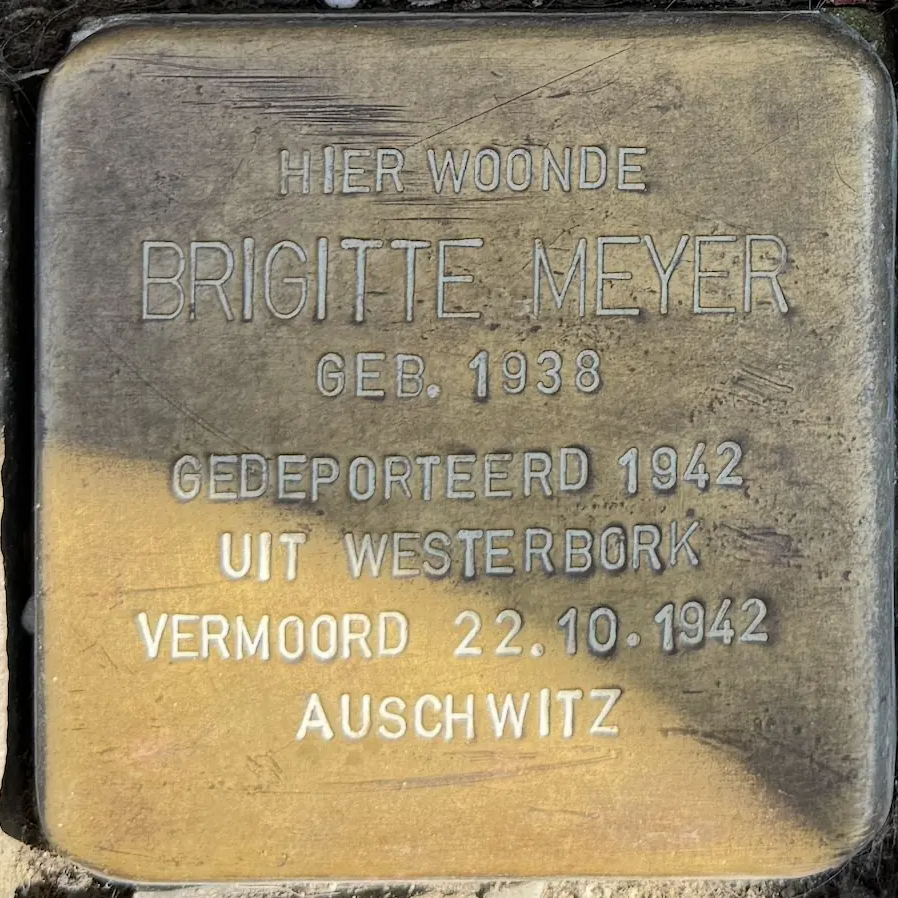 HIER WOONDE
BRIGITTE MEYER
GEB. 1938
GEDEPORTEERD 1942
UIT WESTERBORK
VERMOORD 22.10.1942
AUSCHWITZ